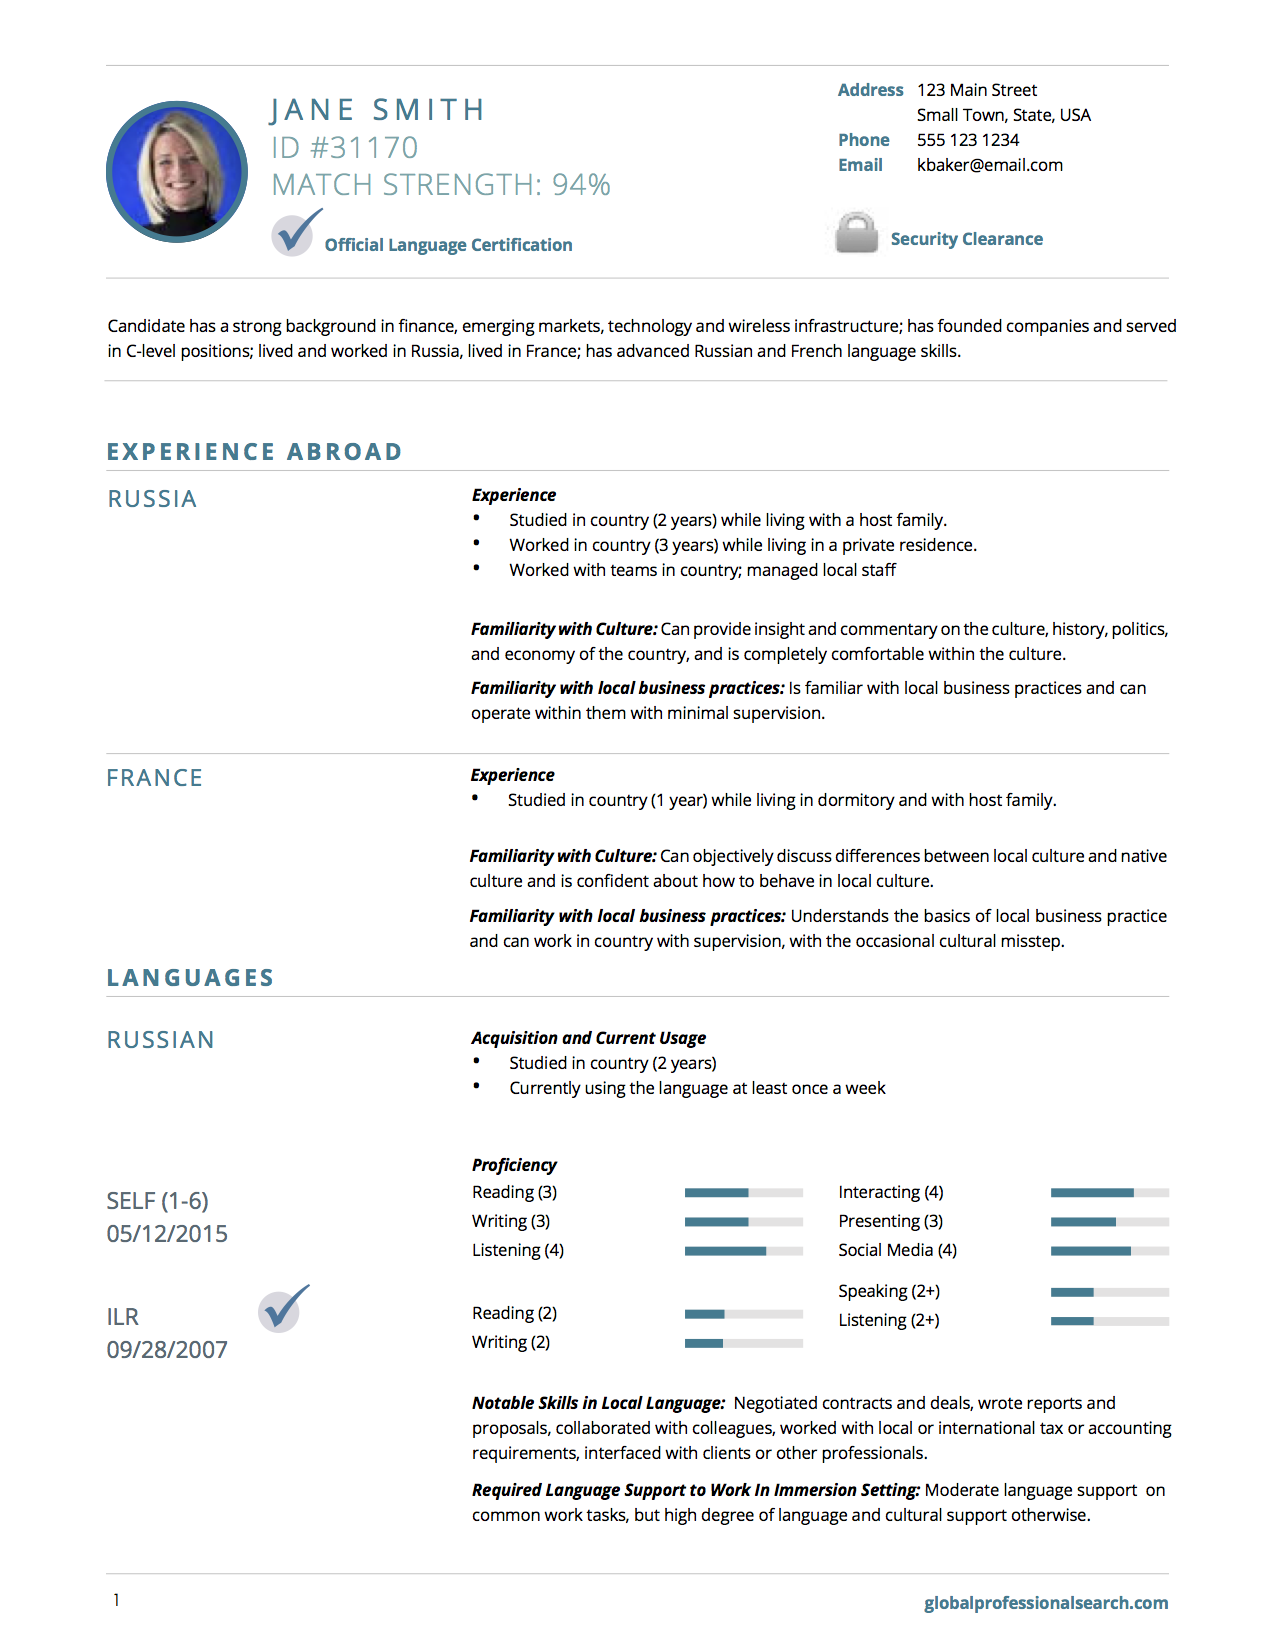 JANE SMITH
ID #31170
MATCH STRENGTH: 94%
Official Language Certification
Address 123 Main Street
Small Town, State, USA
Phone 555 123 1234
Email kbaker@email.com
Security Clearance
Candidate has a strong background in finance, emerging markets, technology and wireless infrastructure; has founded companies and served
in C-level positions; lived and worked in Russia, lived in France; has advanced Russian and French language skills.
EXPERIENCE ABROAD
RUSSIA
Experience
• Studied in country (2 years) while living with a host family.
• Worked in country (3 years) while living in a private residence.
• Worked with teams in country; managed local staff
Familiarity with Culture: Can provide insight and commentary on the culture, history, politics,
and economy of the country, and is completely comfortable within the culture.
Familiarity with local business practices: Is familiar with local business practices and can
operate within them with minimal supervision.
FRANCE
Experience
• Studied in country (1 year) while living in dormitory and with host family.
Familiarity with Culture: Can objectively discuss differences between local culture and native
culture and is confident about how to behave in local culture.
Familiarity with local business practices: Understands the basics of local business practice
and can work in country with supervision, with the occasional cultural misstep.
LANGUAGES
RUSSIAN
Acquisition and Current Usage
• Studied in country (2 years)
• Currently using the language at least once a week
Proficiency
SELF (1-6)
05/12/2015
Reading (3)
Writing (3)
Listening (4)
Interacting (4)
Presenting (3)
Social Media (4)
ILR
09/28/2007
Reading (2)
Writing (2)
Speaking (2+)
Listening (2+)
Notable Skills in Local Language: Negotiated contracts and deals, wrote reports and
proposals, collaborated with colleagues, worked with local or international tax or accounting
requirements, interfaced with clients or other professionals.
Required Language Support to Work In Immersion Setting: Moderate language support on
common work tasks, but high degree of language and cultural support otherwise.
1
globalprofessionalsearch.com